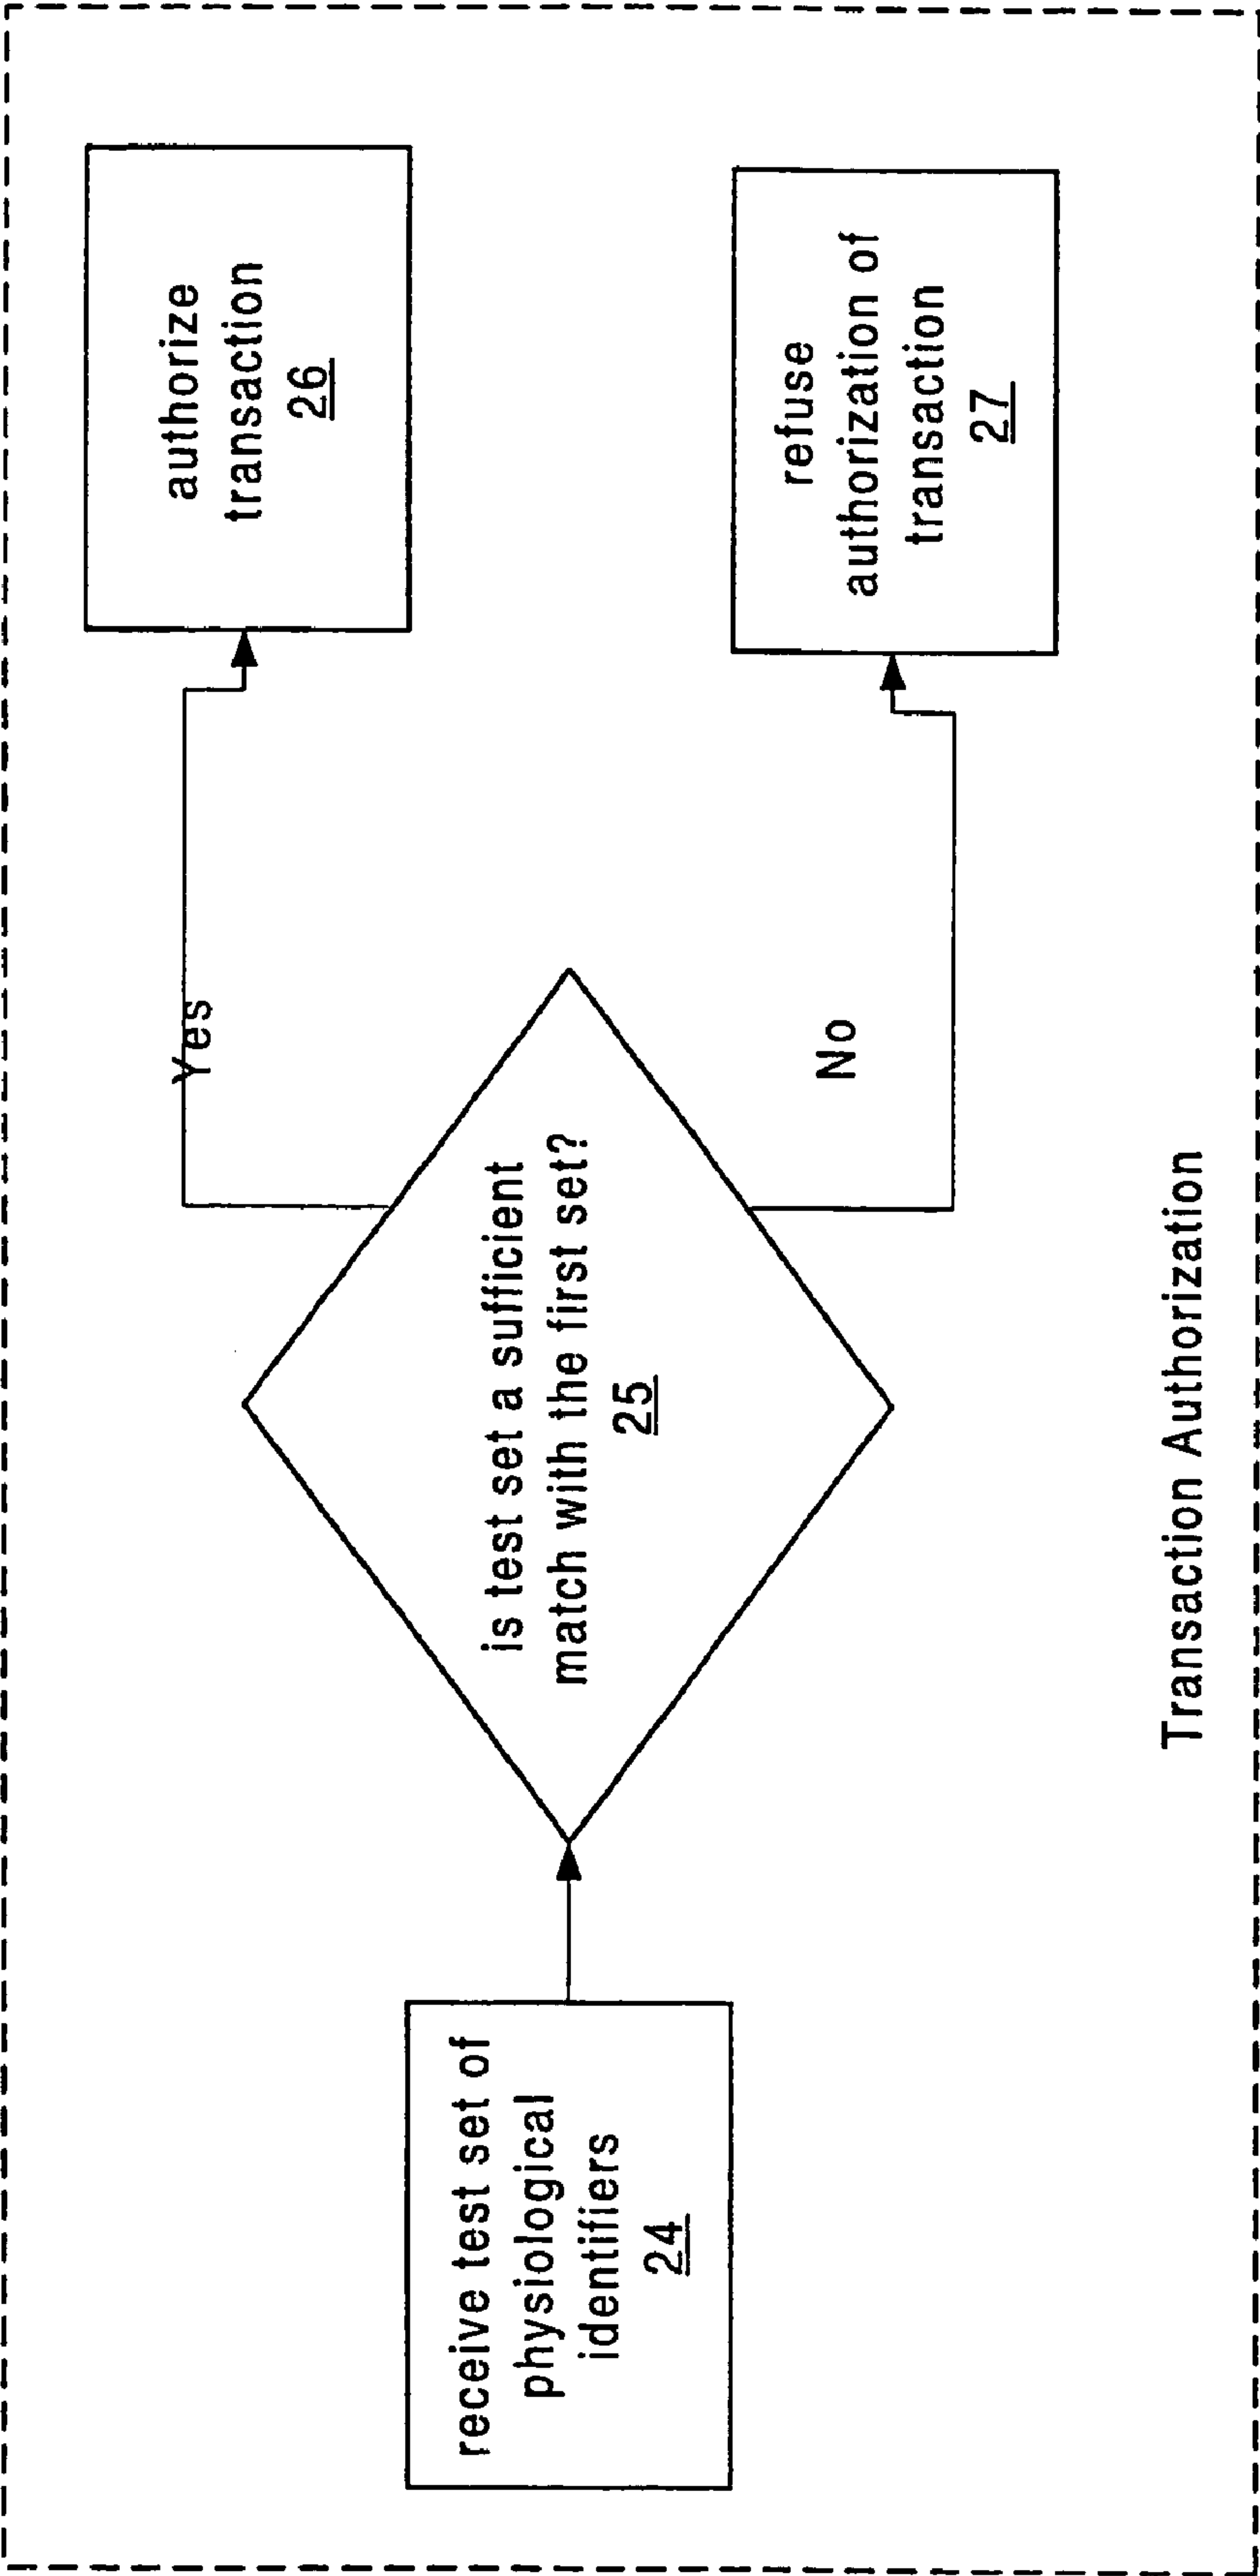 receive test set of
physiological
identifiers
24
is test set a sufficient
match with the first set?
25
Yes
authorize
transaction
26
No
refuse
authorization of
transaction
27
Transaction Authorization